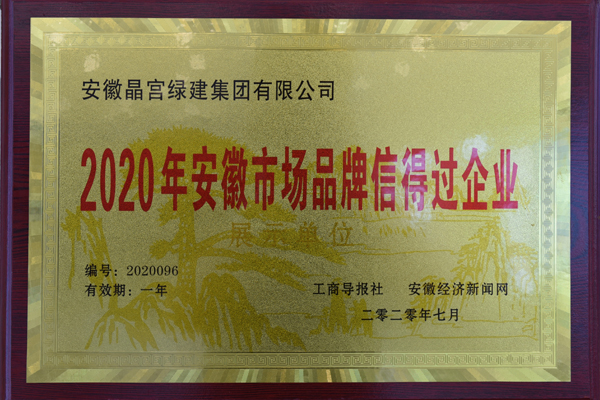 安徽晶宫绿建集团有限公司
2020年安徽市场品牌信得过企业
展示单位
编号：2020096
有效期：一年
工商导报社 安徽经济新闻网
二零二零年七月